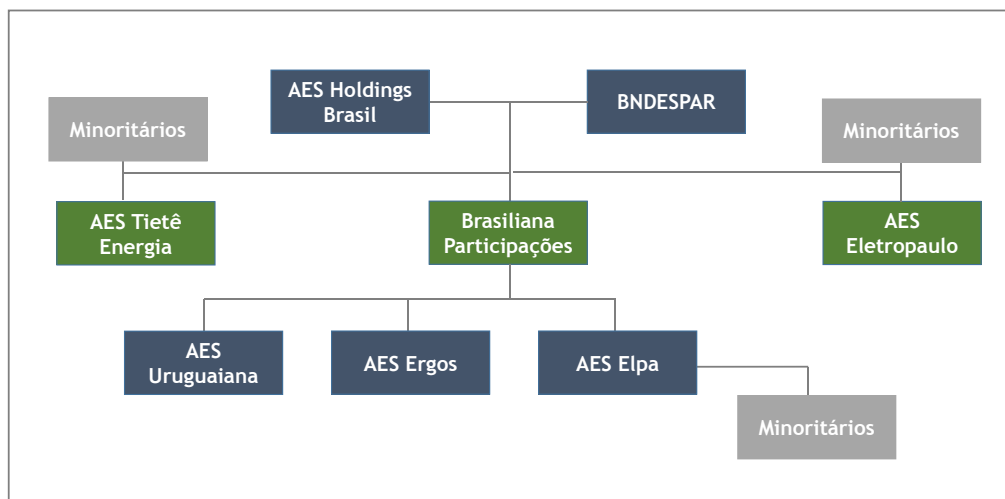 AES Holdings
Brasil
BNDESPAR
Minoritários
Minoritários
AES Tietê
Energia
Brasiliana
Participações
AES
Eletropaulo
AES
Uruguaiana
AES Ergos
AES Elpa
Minoritários